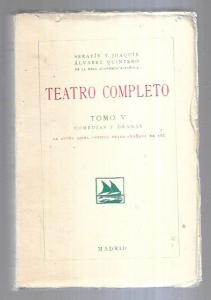 SERAFÍN Y JOAQUÍN
ÁLVAREZ QUINTERO
DE LA REAL ACADEMIA ESPAÑOLA
TEATRO COMPLETO
TOMO V
COMEDIAS Y DRAMAS
MADRID